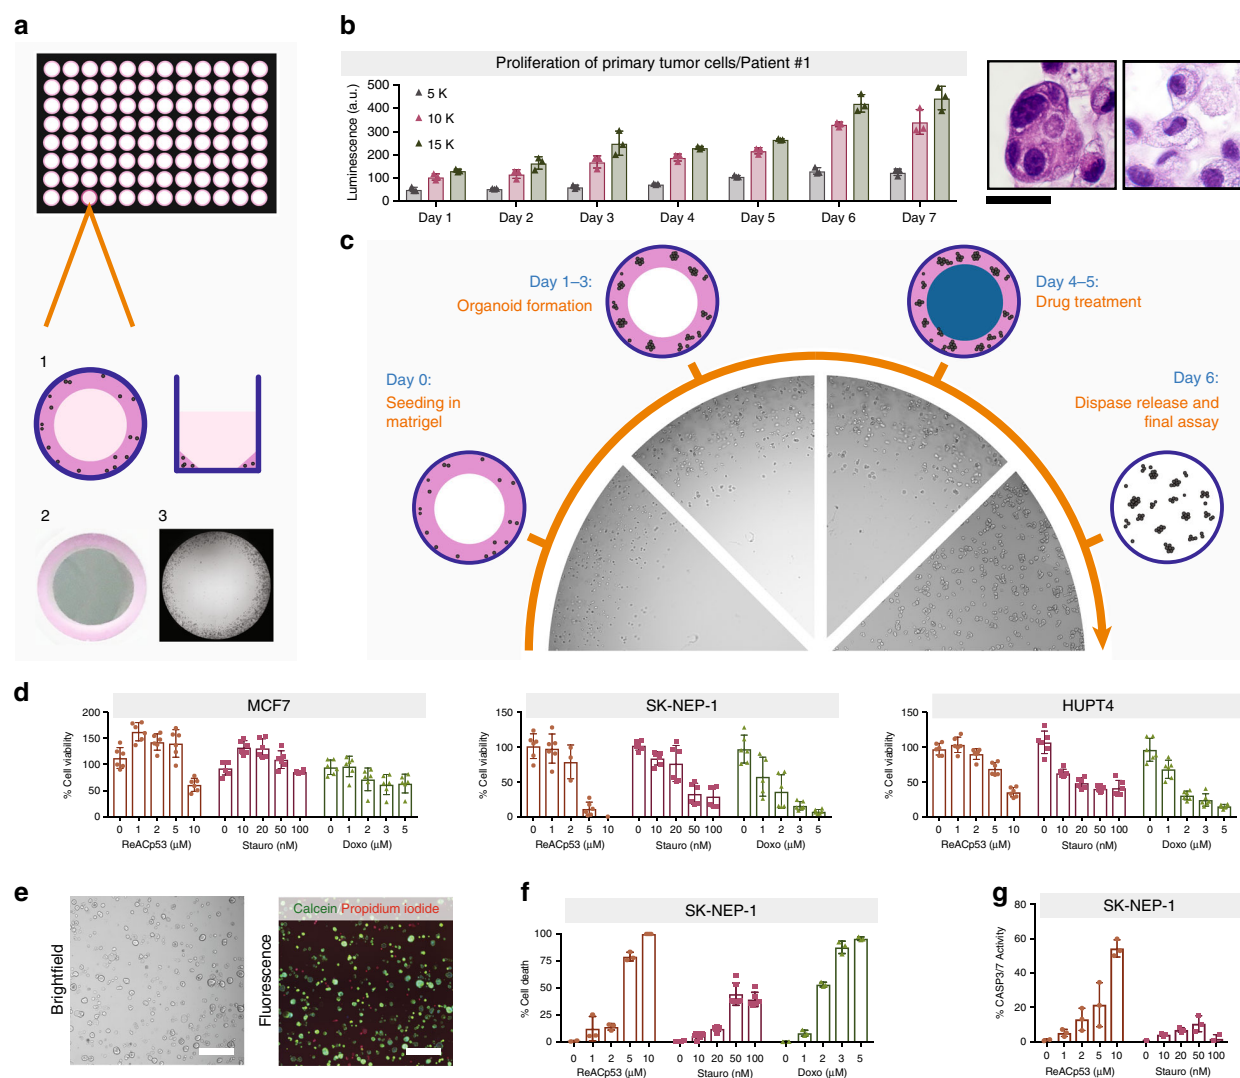 a
1
2
3
b
Proliferation of primary tumor cells/Patient #1
Luminescence (a.u.)
500
400
300
200
100
0
5 K
10 K
15 K
Day 1
Day 2
Day 3
Day 4
Day 5
Day 6
Day 7
c
Day 0:
Seeding in
matrigel
Day 1–3:
Organoid formation
Day 4–5:
Drug treatment
Day 6:
Dispase release and
final assay
d
MCF7
% Cell viability
200
150
100
50
0
0 1 2 5 10
ReACp53 (μM)
0 10 20 50 100
Stauro (nM)
0 1 2 3 5
Doxo (μM)
SK-NEP-1
% Cell viability
150
100
50
0
0 1 2 5 10
ReACp53 (μM)
0 10 20 50 100
Stauro (nM)
0 1 2 3 5
Doxo (μM)
HUPT4
% Cell viability
150
100
50
0
0 1 2 5 10
ReACp53 (μM)
0 10 20 50 100
Stauro (nM)
0 1 2 3 5
Doxo (μM)
e
Brightfield
Fluorescence
Calcein Propidium iodide
f
SK-NEP-1
% Cell death
100
75
50
25
0
0 1 2 5 10
ReACp53 (μM)
0 10 20 50 100
Stauro (nM)
0 1 2 3 5
Doxo (μM)
g
SK-NEP-1
% CASP3/7 Activity
80
60
40
20
0
0 1 2 5 10
ReACp53 (μM)
0 10 20 50 100
Stauro (nM)